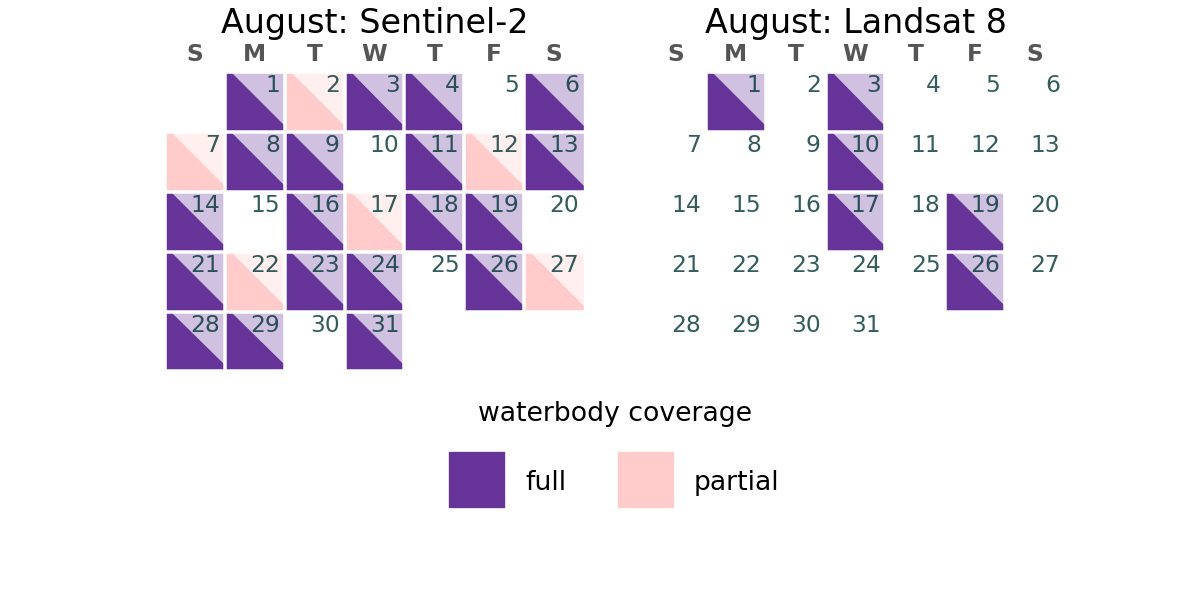 August: Sentinel-2
S M T W T F S
1 2 3 4 5 6
7 8 9 10 11 12 13
14 15 16 17 18 19 20
21 22 23 24 25 26 27
28 29 30 31
August: Landsat 8
S M T W T F S
1 2 3 4 5 6
7 8 9 10 11 12 13
14 15 16 17 18 19 20
21 22 23 24 25 26 27
28 29 30 31
waterbody coverage
full partial